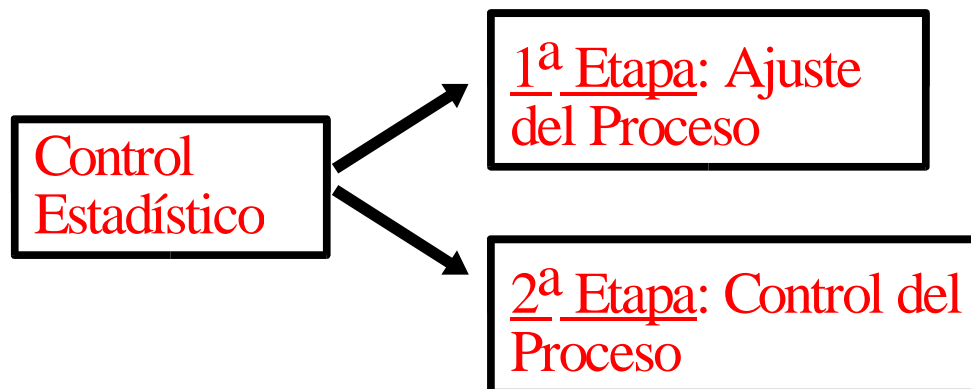 Control
Estadístico
1ª Etapa: Ajuste
del Proceso
2ª Etapa: Control del
Proceso